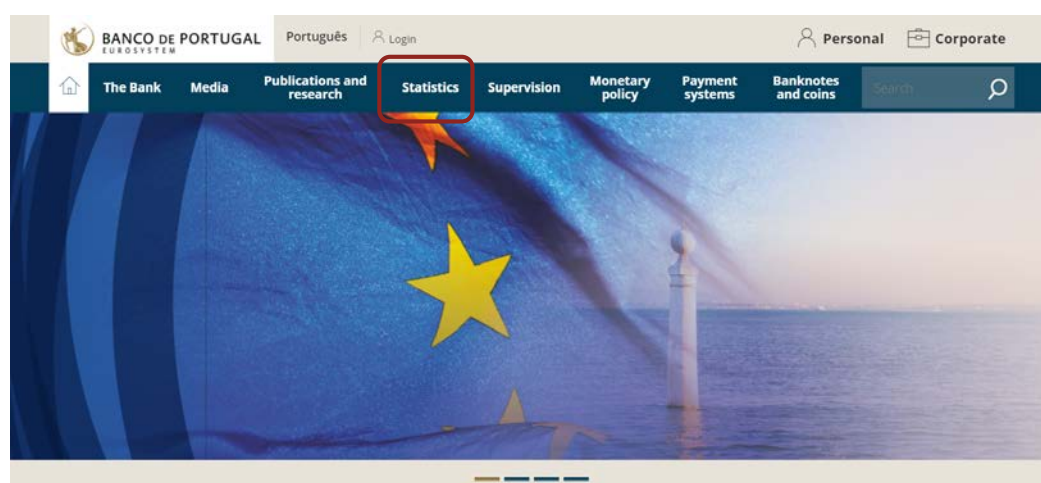 BANCO DE PORTUGAL
EUROSYSTEM
Português
Login
Personal
Corporate
The Bank
Media
Publications and
research
Statistics
Supervision
Monetary
policy
Payment
systems
Banknotes
and coins
Search